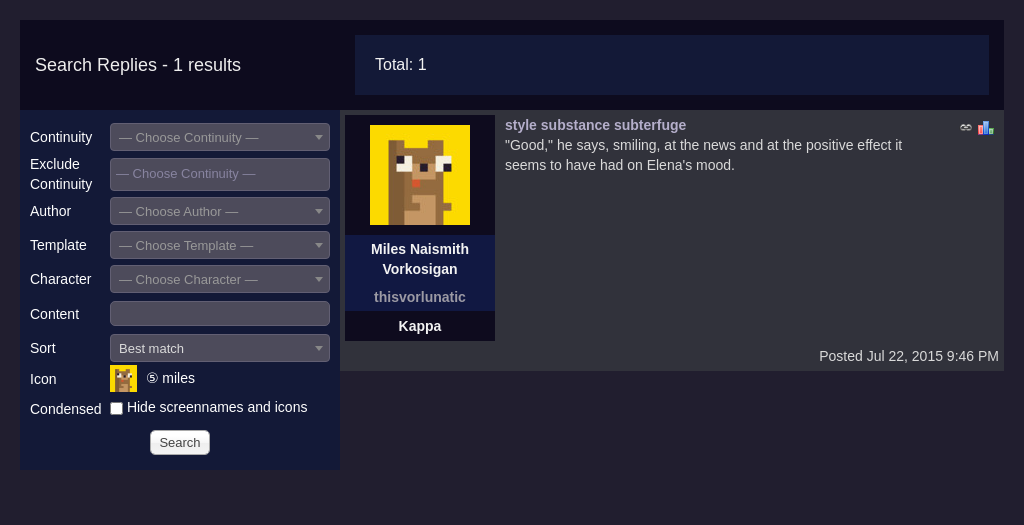 Search Replies - 1 results
Total: 1
Continuity
— Choose Continuity —
Exclude
Continuity
— Choose Continuity —
Author
— Choose Author —
Template
— Choose Template —
Character
— Choose Character —
Content
Sort
Best match
Icon
⑤ miles
Condensed
Hide screennames and icons
Search
Miles Naismith
Vorkosigan
thisvorlunatic
Kappa
style substance subterfuge
"Good," he says, smiling, at the news and at the positive effect it
seems to have had on Elena's mood.
Posted Jul 22, 2015 9:46 PM